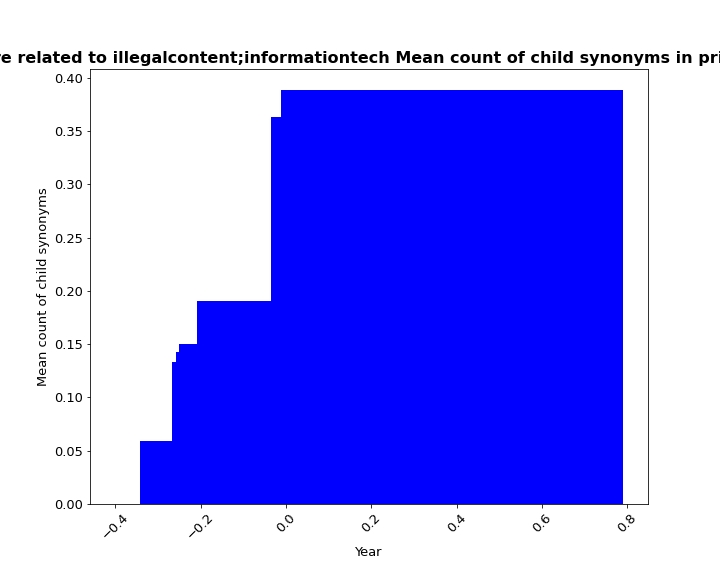 related to illegalcontent;informationtech Mean count of child synonyms in
0.40
0.35
0.30
0.25
0.20
0.15
0.10
0.05
0.00
Mean count of child synonyms
−0.4 −0.2 0.0 0.2 0.4 0.6 0.8
Year